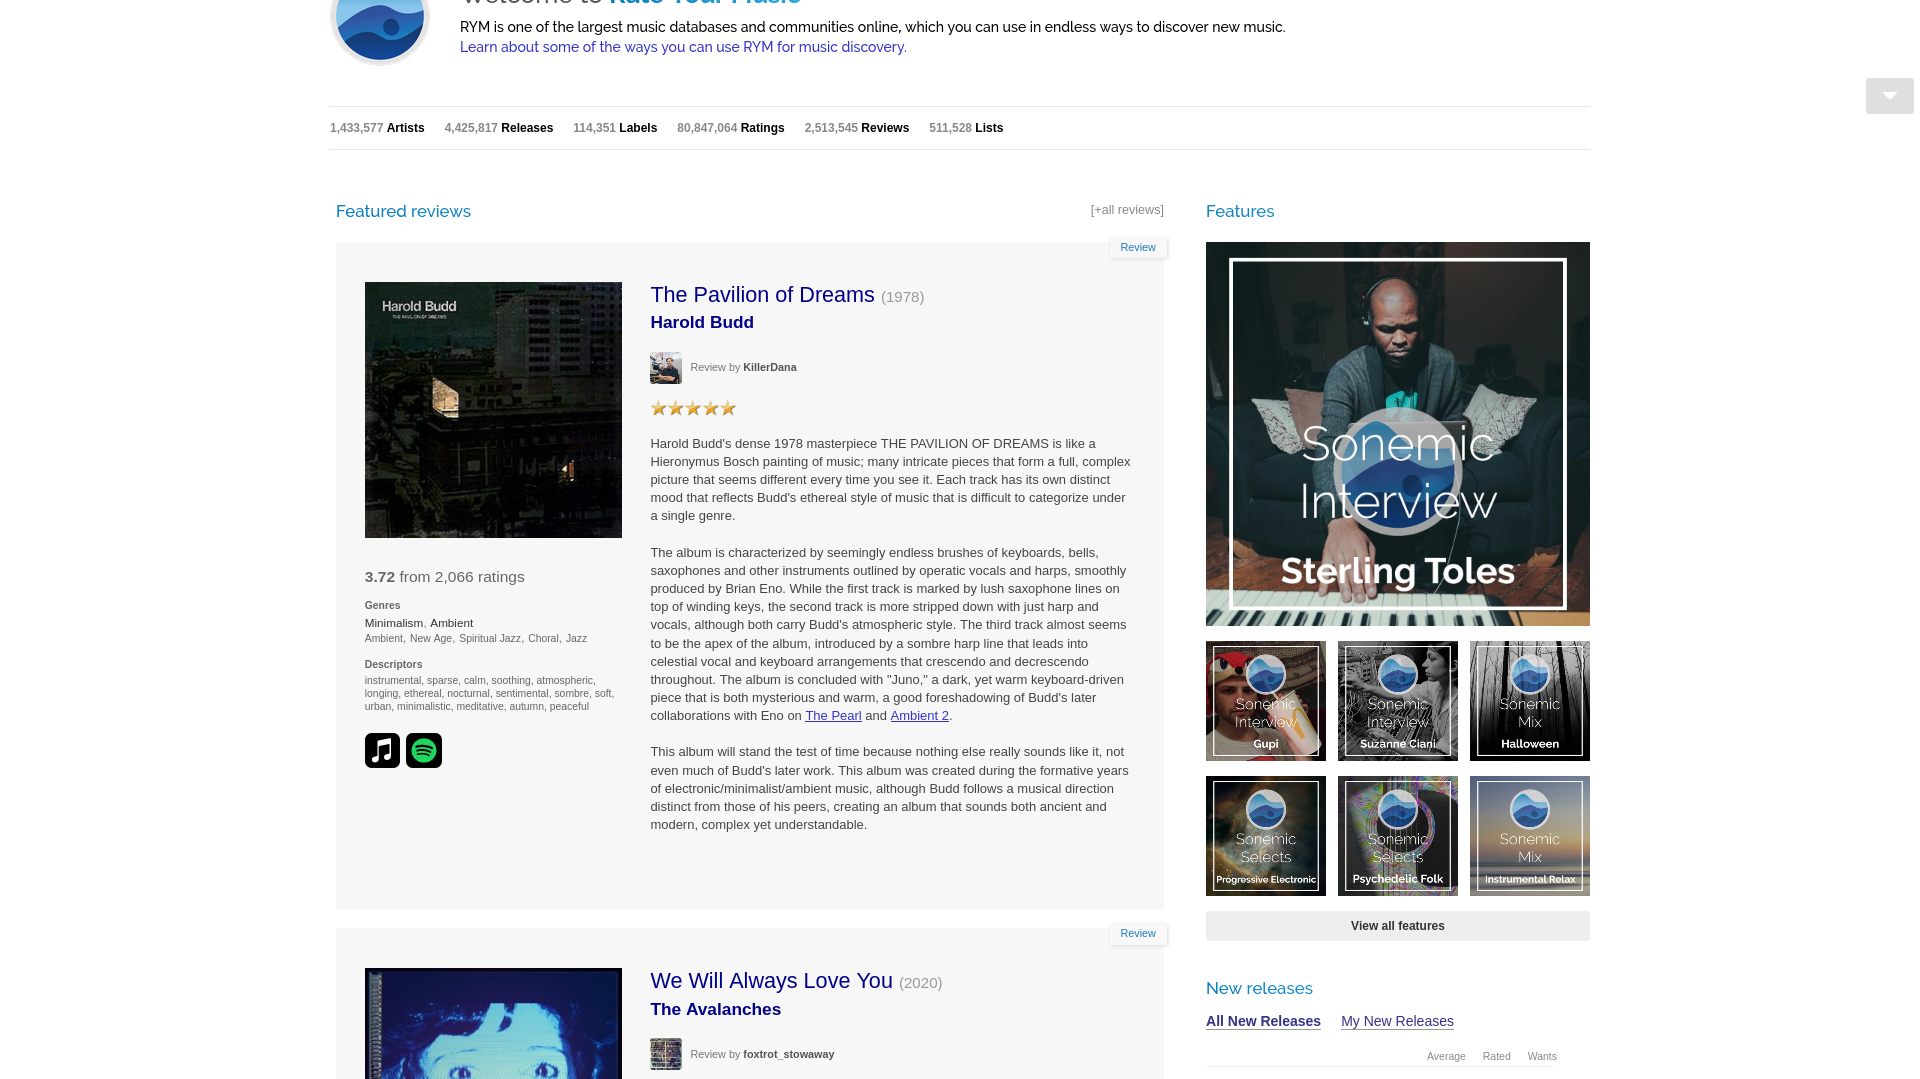 Welcome to Rate Your Music
RYM is one of the largest music databases and communities online, which you can use in endless ways to discover new music.
Learn about some of the ways you can use RYM for music discovery.
1,433,577 Artists 4,425,817 Releases 114,351 Labels 80,847,064 Ratings 2,513,545 Reviews 511,528 Lists
Featured reviews
[+all reviews]
Review
Harold Budd
THE PAVILION OF DREAMS
The Pavilion of Dreams (1978)
Harold Budd
Review by KillerDana
Harold Budd's dense 1978 masterpiece THE PAVILION OF DREAMS is like a
Hieronymus Bosch painting of music; many intricate pieces that form a full, complex
picture that seems different every time you see it. Each track has its own distinct
mood that reflects Budd's ethereal style of music that is difficult to categorize under
a single genre.
The album is characterized by seemingly endless brushes of keyboards, bells,
saxophones and other instruments outlined by operatic vocals and harps, smoothly
produced by Brian Eno. While the first track is marked by lush saxophone lines on
top of winding keys, the second track is more stripped down with just harp and
vocals, although both carry Budd's atmospheric style. The third track almost seems
to be the apex of the album, introduced by a sombre harp line that leads into
celestial vocal and keyboard arrangements that crescendo and decrescendo
throughout. The album is concluded with "Juno," a dark, yet warm keyboard-driven
piece that is both mysterious and warm, a good foreshadowing of Budd's later
collaborations with Eno on The Pearl and Ambient 2.
This album will stand the test of time because nothing else really sounds like it, not
even much of Budd's later work. This album was created during the formative years
of electronic/minimalist/ambient music, although Budd follows a musical direction
distinct from those of his peers, creating an album that sounds both ancient and
modern, complex yet understandable.
3.72 from 2,066 ratings
Genres
Minimalism, Ambient
Ambient, New Age, Spiritual Jazz, Choral, Jazz
Descriptors
instrumental, sparse, calm, soothing, atmospheric,
longing, ethereal, nocturnal, sentimental, sombre, soft,
urban, minimalistic, meditative, autumn, peaceful
Review
We Will Always Love You (2020)
The Avalanches
Review by foxtrot_stowaway
Features
Sonemic
Interview
Sterling Toles
Sonemic
Interview
Gupi
Sonemic
Interview
Suzanne Ciani
Sonemic
Mix
Halloween
Sonemic
Selects
Progressive Electronic
Sonemic
Selects
Psychedelic Folk
Sonemic
Mix
Instrumental Relax
View all features
New releases
All New Releases My New Releases
Average Rated Wants